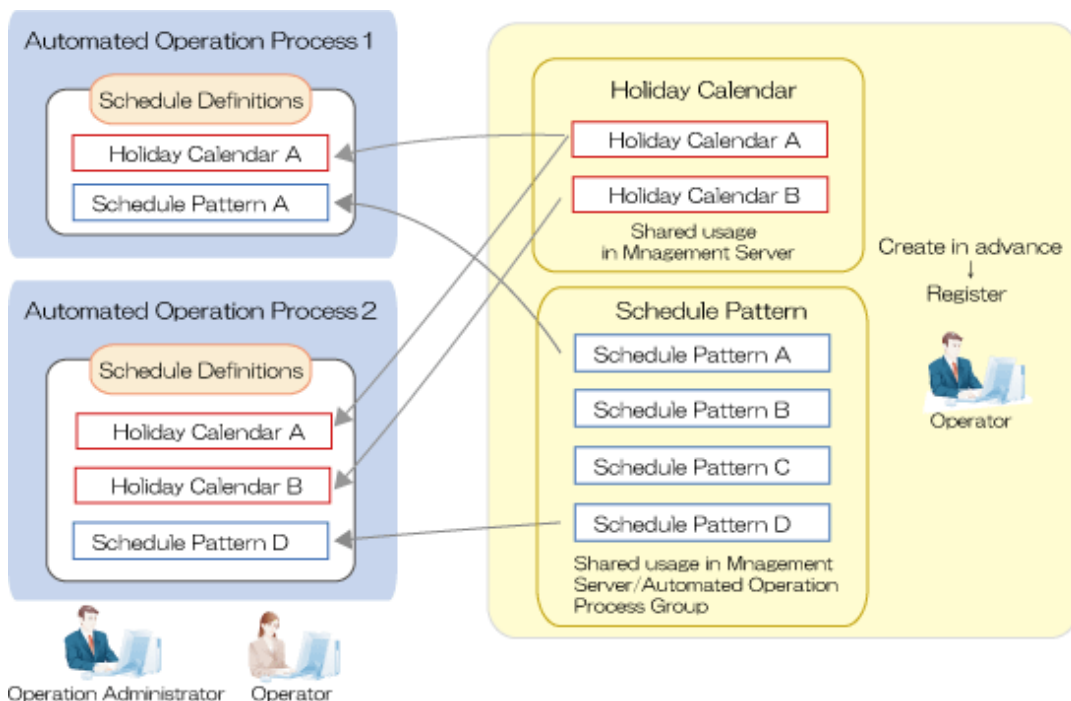 Automated Operation Process 1
Schedule Definitions
Holiday Calendar A
Schedule Pattern A
Automated Operation Process 2
Schedule Definitions
Holiday Calendar A
Holiday Calendar B
Schedule Pattern D
Operation Administrator
Operator
Holiday Calendar
Holiday Calendar A
Holiday Calendar B
Shared usage
in Mnagement Server
Schedule Pattern
Schedule Pattern A
Schedule Pattern B
Schedule Pattern C
Schedule Pattern D
Shared usage in Mnagement
Server/Automated Operation
Process Group
Create in advance
↓
Register
Operator